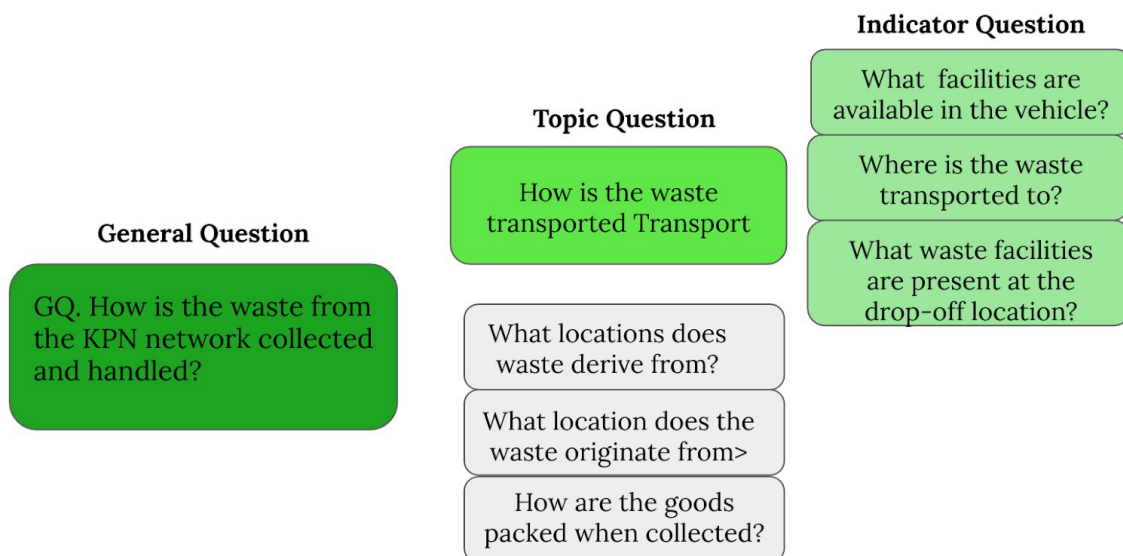 General Question
GQ. How is the waste from
the KPN network collected
and handled?
Topic Question
How is the waste
transported Transport
What locations does
waste derive from?
What location does the
waste originate from>
How are the goods
packed when collected?
Indicator Question
What facilities are
available in the vehicle?
Where is the waste
transported to?
What waste facilities
are present at the
drop-off location?